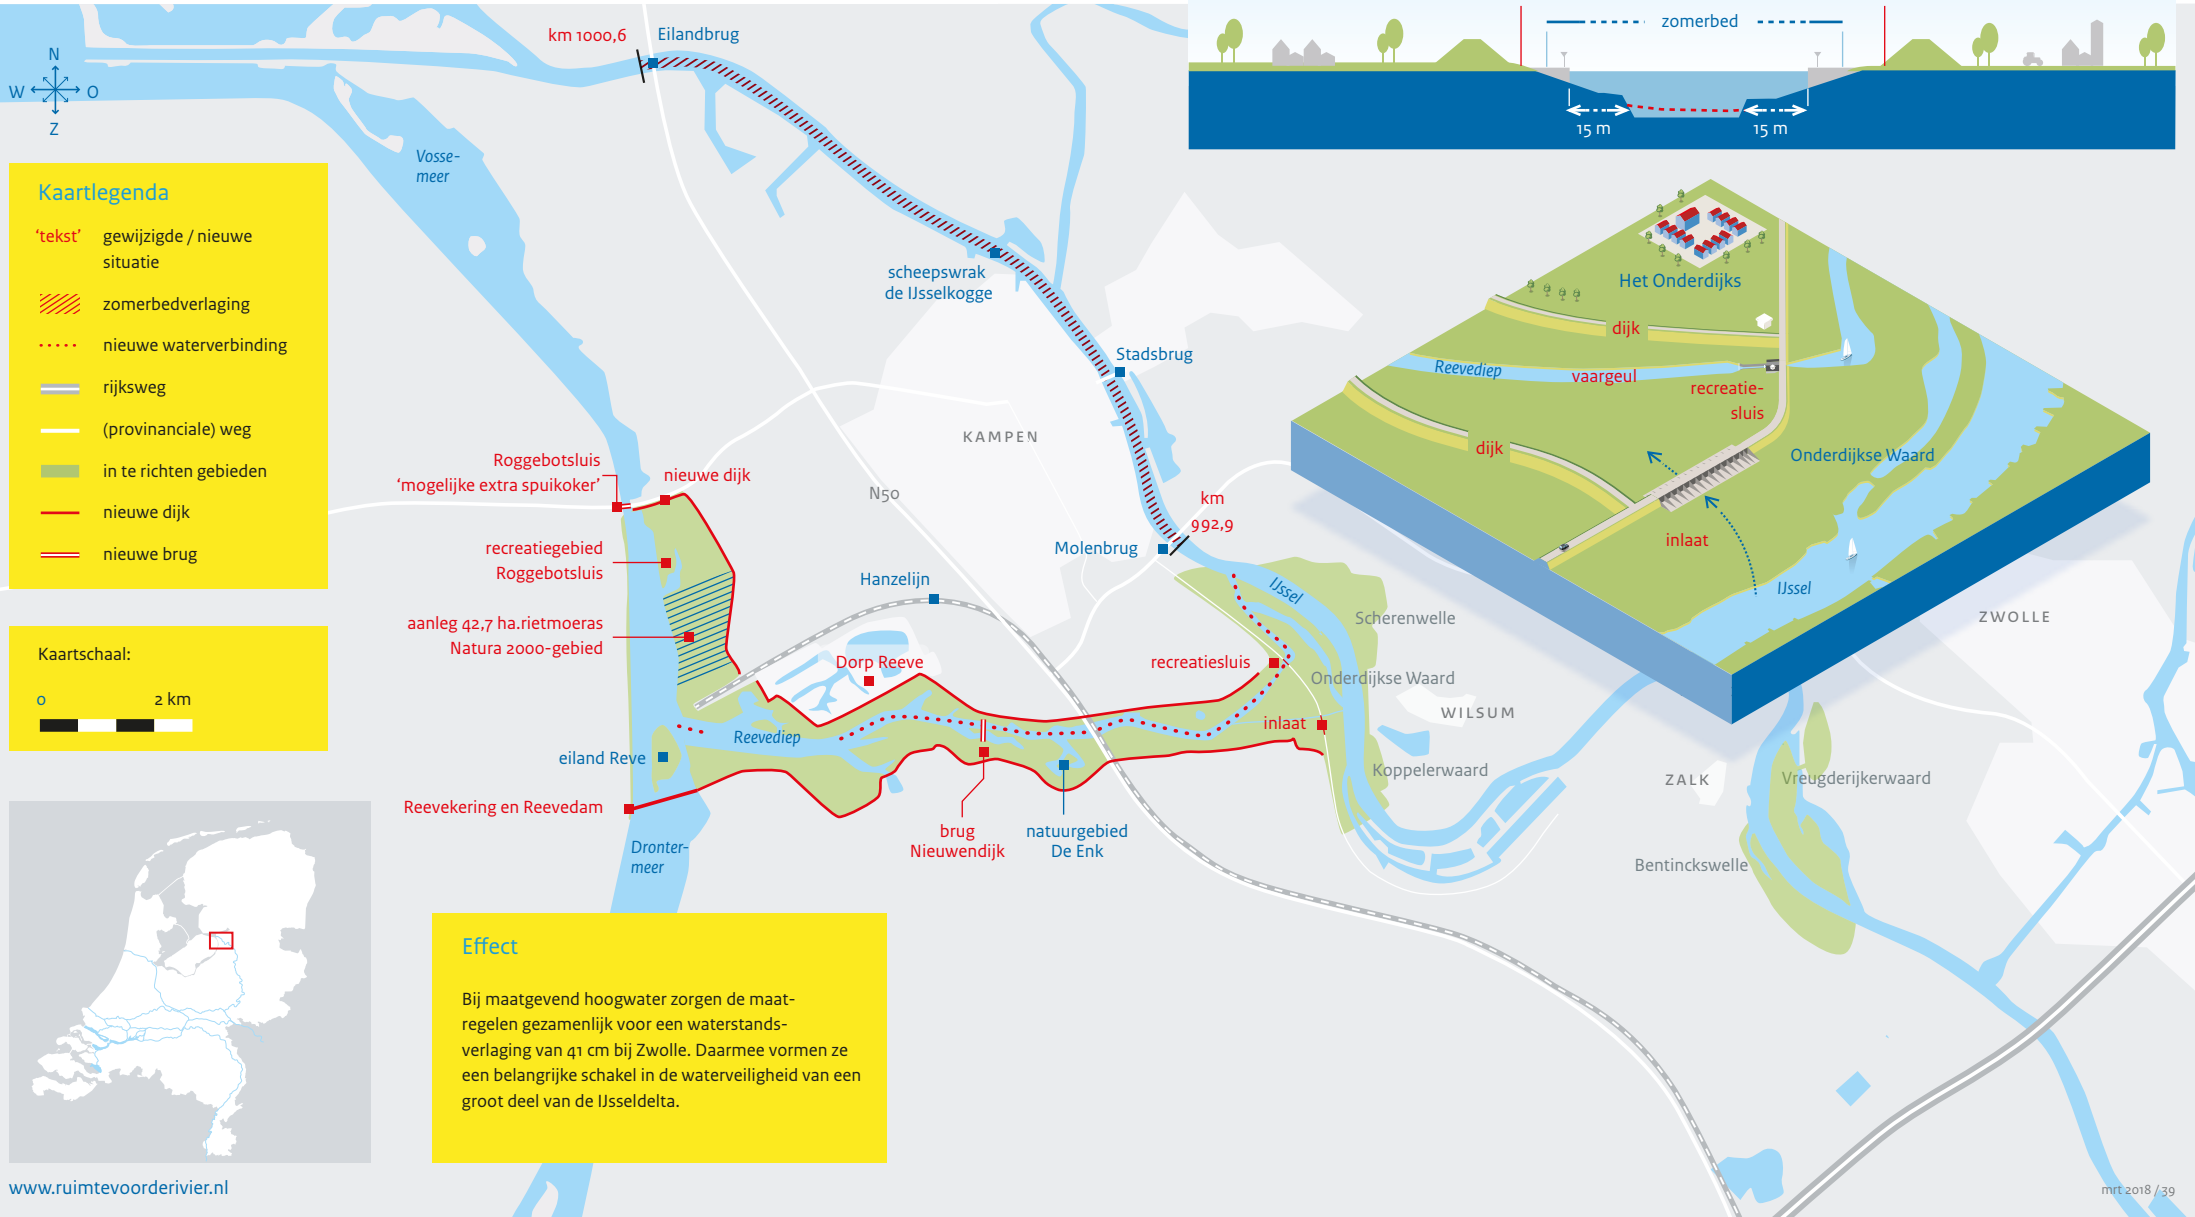 km 1000,6
Eilandbrug
zomerbed
15 m
15 m
N
W
O
Z
Vosse-
meer
Kaartlegenda
‘tekst’
gewijzigde / nieuwe
situatie
zomerbedverlaging
nieuwe waterverbinding
rijksweg
(provinanciale) weg
in te richten gebieden
nieuwe dijk
nieuwe brug
Kaartschaal:
0
2 km
scheepswrak
de IJsselkogge
Stadsbrug
KAMPEN
N50
km
992,9
Molenbrug
Roggebotsluis
‘mogelijke extra spuikoker’
nieuwe dijk
recreatiegebied
Roggebotsluis
aanleg 42,7 ha.rietmoeras
Natura 2000-gebied
Hanzelijn
Dorp Reeve
Reevediep
eiland Reve
Reevekering en Reevedam
Dronter-
meer
brug
Nieuwendijk
natuurgebied
De Enk
recreatiesluis
inlaat
IJssel
Scherenwelle
Onderdijkse Waard
WILSUM
Koppelerwaard
Het Onderdijks
dijk
Reevediep
vaargeul
recreatie-
sluis
dijk
Onderdijkse Waard
inlaat
IJssel
ZWOLLE
ZALK
Vreugderijkerwaard
Bentinckswelle
Effect
Bij maatgevend hoogwater zorgen de maat-
regelen gezamenlijk voor een waterstands-
verlaging van 41 cm bij Zwolle. Daarmee vormen ze
een belangrijke schakel in de waterveiligheid van een
groot deel van de IJsseldelta.
www.ruimtevoorderivier.nl
mrt 2018 / 39